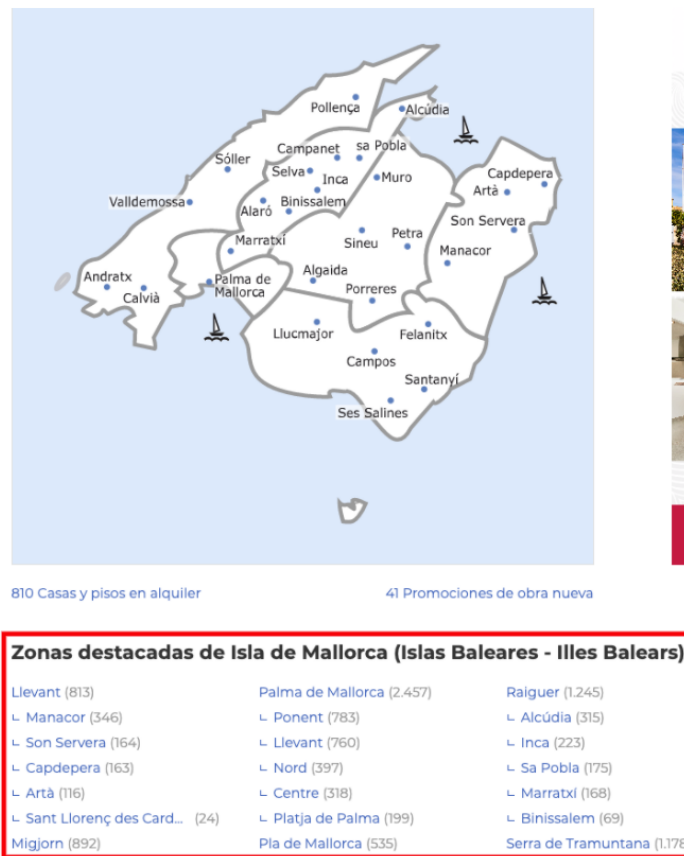 Pollença
Alcúdia
Campanet
sa Pobla
Sóller
Selva
Inca
Muro
Capdepera
Artà
Valldemossa
Alaró
Binissalem
Son Servera
Marratxí
Sineu
Petra
Manacor
Andratx
Calvià
Palma de
Mallorca
Algaida
Porreres
Llucmajor
Felanitx
Campos
Santanyí
Ses Salines
810 Casas y pisos en alquiler
41 Promociones de obra nueva
Zonas destacadas de Isla de Mallorca (Islas Baleares - Illes Balears)
Llevant (813)
Palma de Mallorca (2.457)
Raiguer (1.245)
Manacor (346)
Ponent (783)
Alcúdia (315)
Son Servera (164)
Llevant (760)
Inca (223)
Capdepera (163)
Nord (397)
Sa Pobla (175)
Artà (116)
Centre (318)
Marratxí (168)
Sant Llorenç des Card... (24)
Platja de Palma (199)
Binissalem (69)
Migjorn (892)
Pla de Mallorca (535)
Serra de Tramuntana (1.178